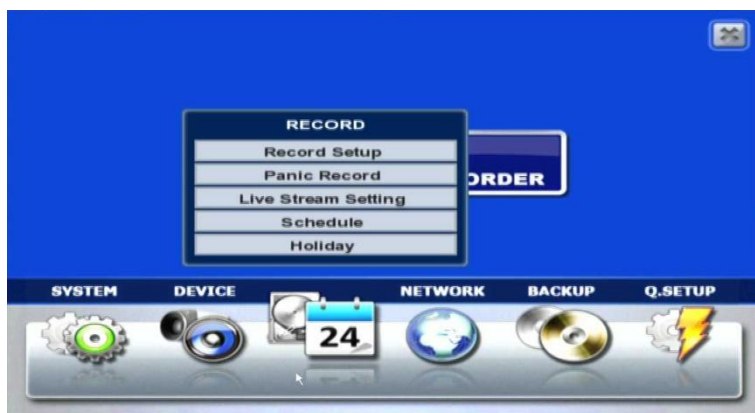 RECORD
Record Setup
Panic Record
ORDER
Live Stream Setting
Schedule
Holiday
SYSTEM DEVICE NETWORK BACKUP Q.SETUP
24